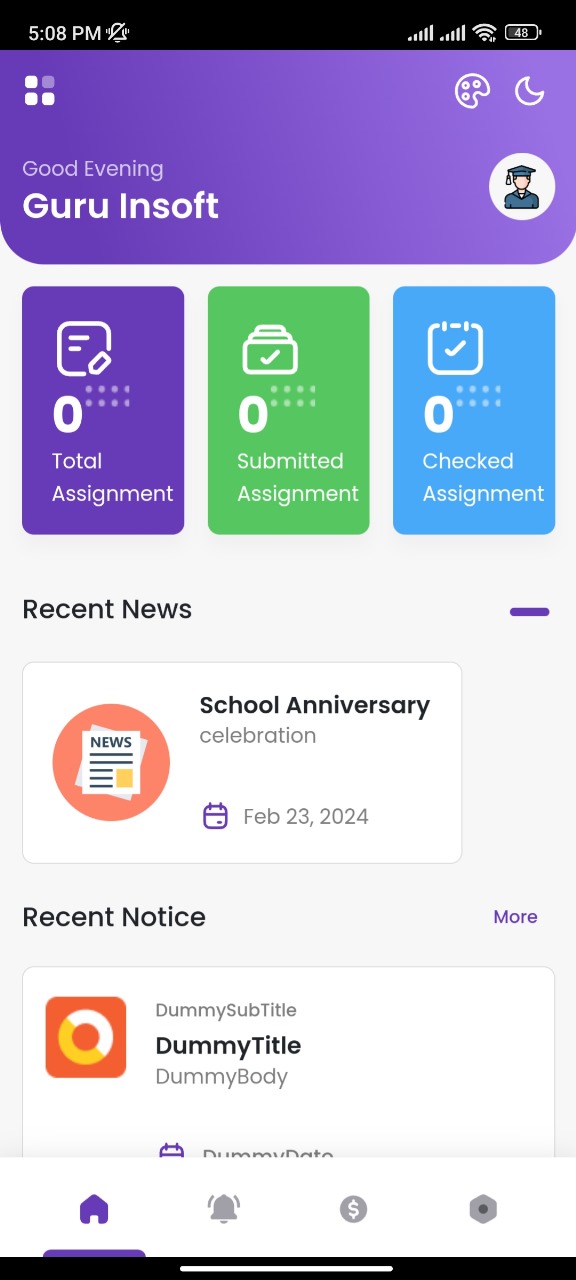 5:08 PM
48
Good Evening
Guru Insoft
0
Total
Assignment
0
Submitted
Assignment
0
Checked
Assignment
Recent News
NEWS
School Anniversary
celebration
Feb 23, 2024
Recent Notice
More
DummySubTitle
DummyTitle
DummyBody
DummyDate